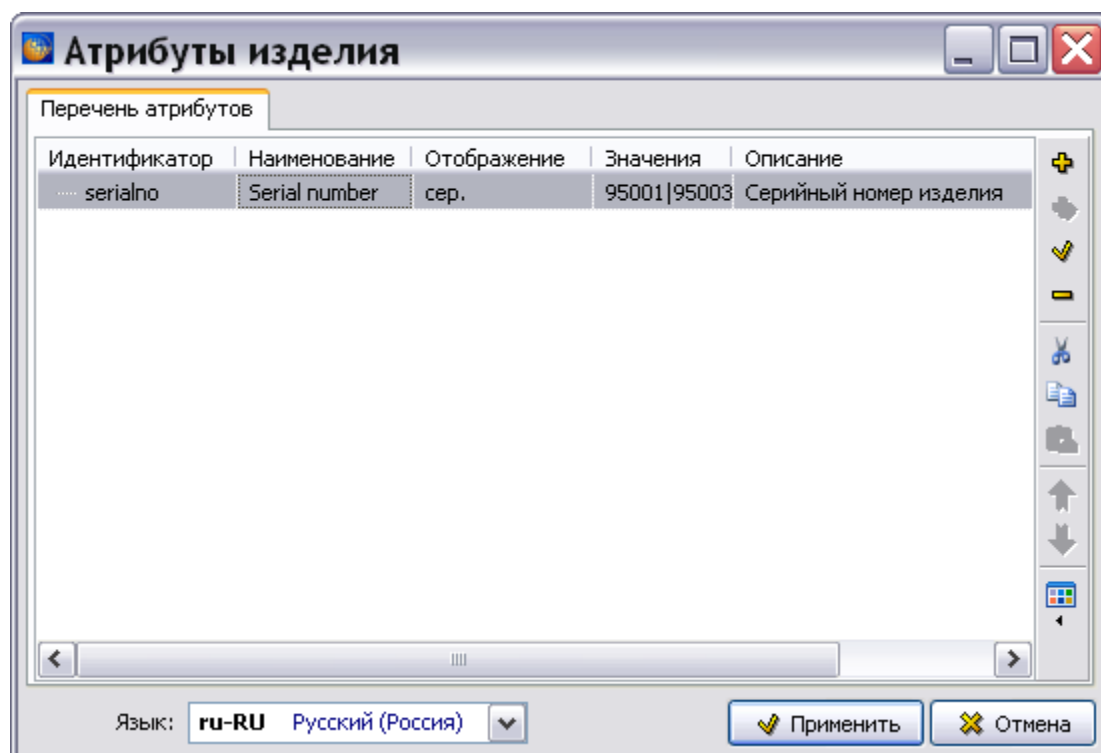 Атрибуты изделия
Перечень атрибутов
Идентификатор Наименование Отображение Значения Описание
serialno Serial number сер. 95001|95003 Серийный номер изделия
Язык: ru-RU Русский (Россия) Применить Отмена